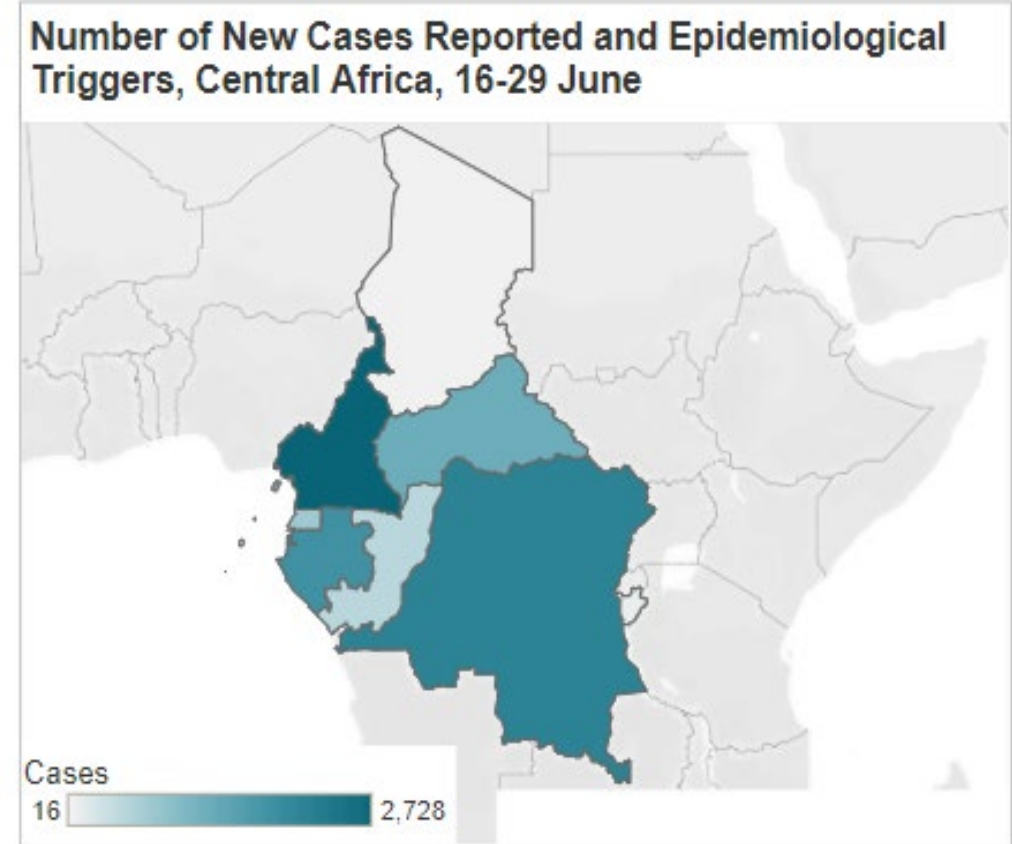 Number of New Cases Reported and Epidemiological
Triggers, Central Africa, 16-29 June
Cases
16 2,728